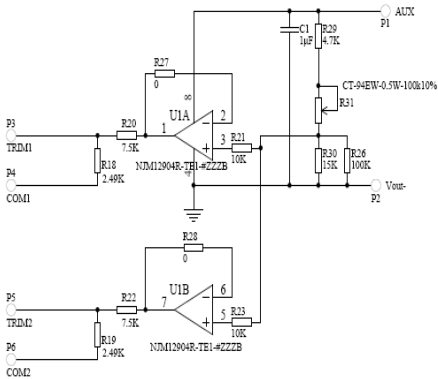 P1
AUX
C1
1μF
R29
4.7K
R27
0
8
CT-94EW-0.5W-100k10%
R31
U1A
P3
TRIM1
R20
7.5K
1
2
3
R21
10K
R18
2.49K
NJM12904R-TE1-#ZZZB
4
R30
15K
R26
100K
P4
COM1
P2
Vout-
R28
0
U1B
P5
TRIM2
R22
7.5K
7
6
5
R23
10K
R19
2.49K
NJM12904R-TE1-#ZZZB
P6
COM2